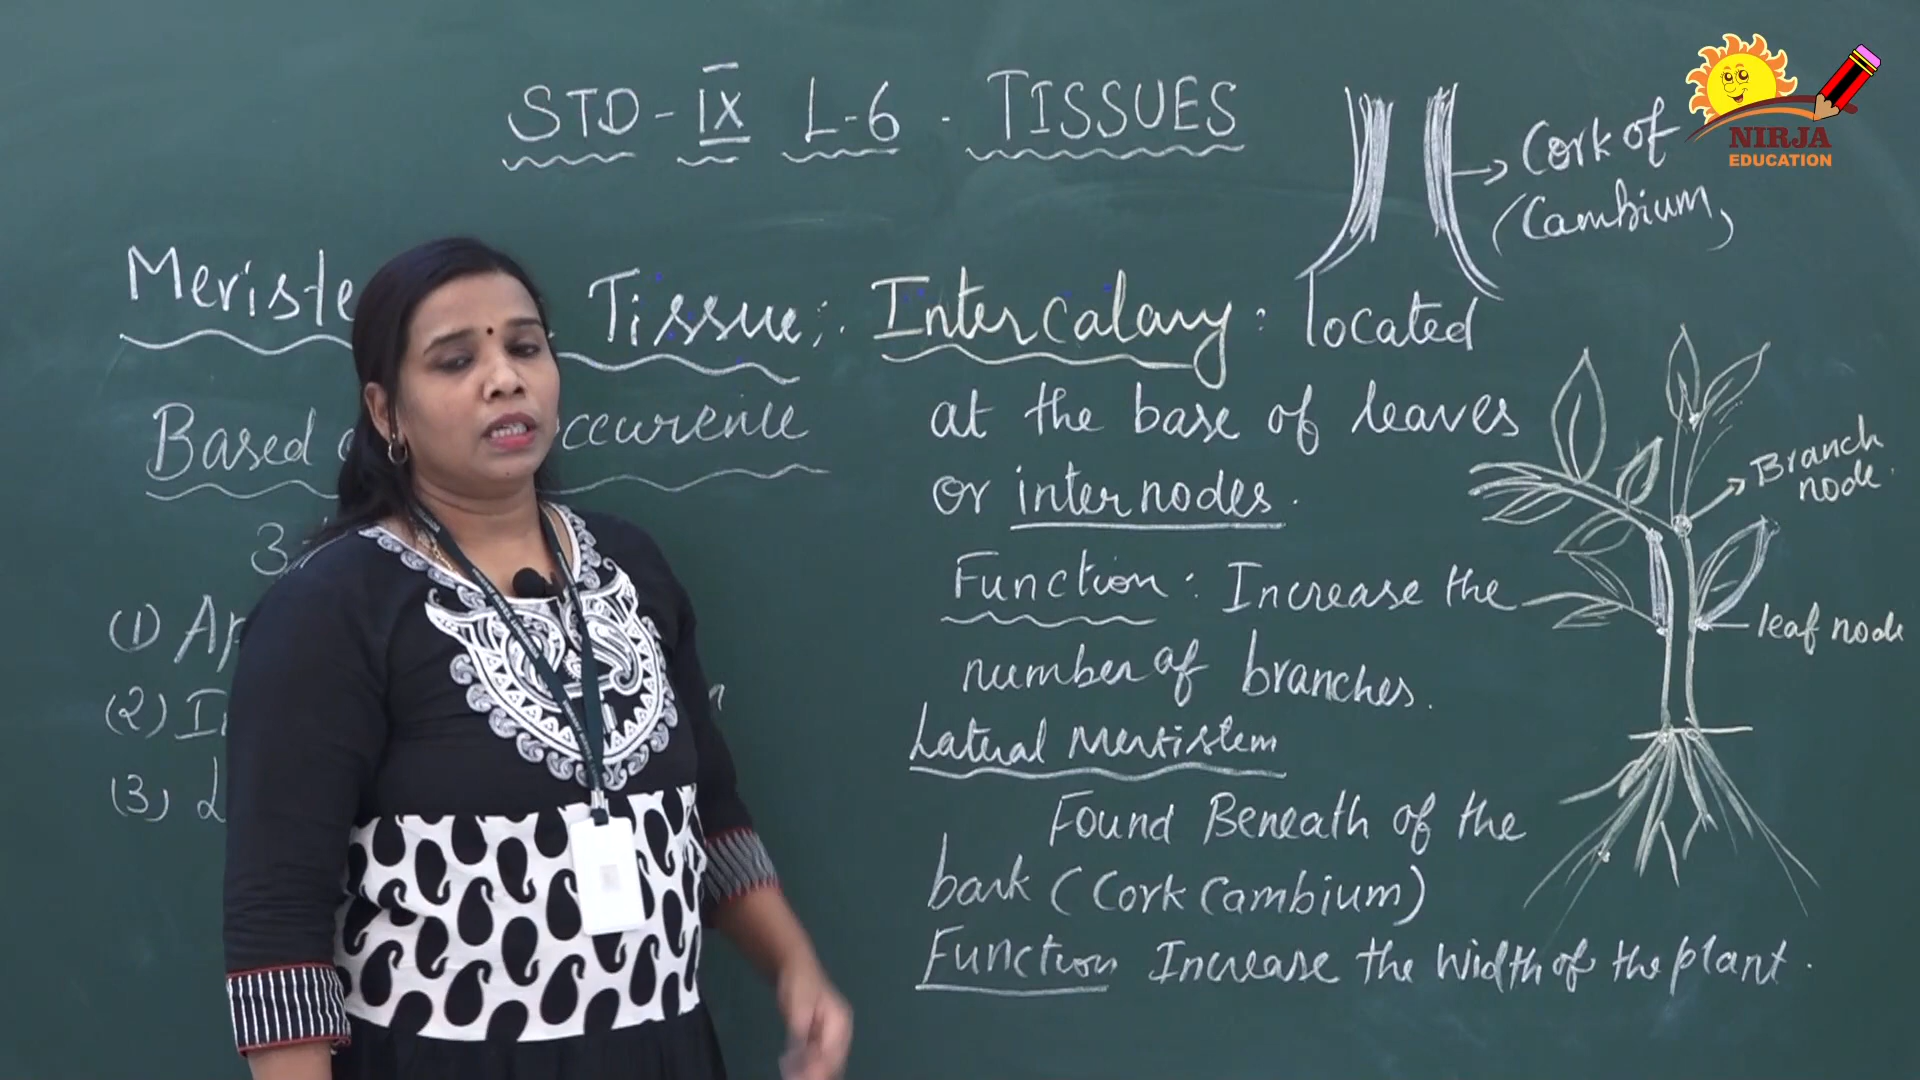 STD-IX L-6 - TISSUES
NIRJA
EDUCATION
Cork of
(Cambium)
Meriste Tissue: Intercalary: located
Based ccurence
at the base of leaves
or internodes.
Branch
node.
3
Function: Increase the
number of branches.
leaf node
(1) Ap
(2) I
(3) L
Lateral Meristem
Found Beneath of the
bark (Cork Cambium)
Function Increase the Width of the plant.